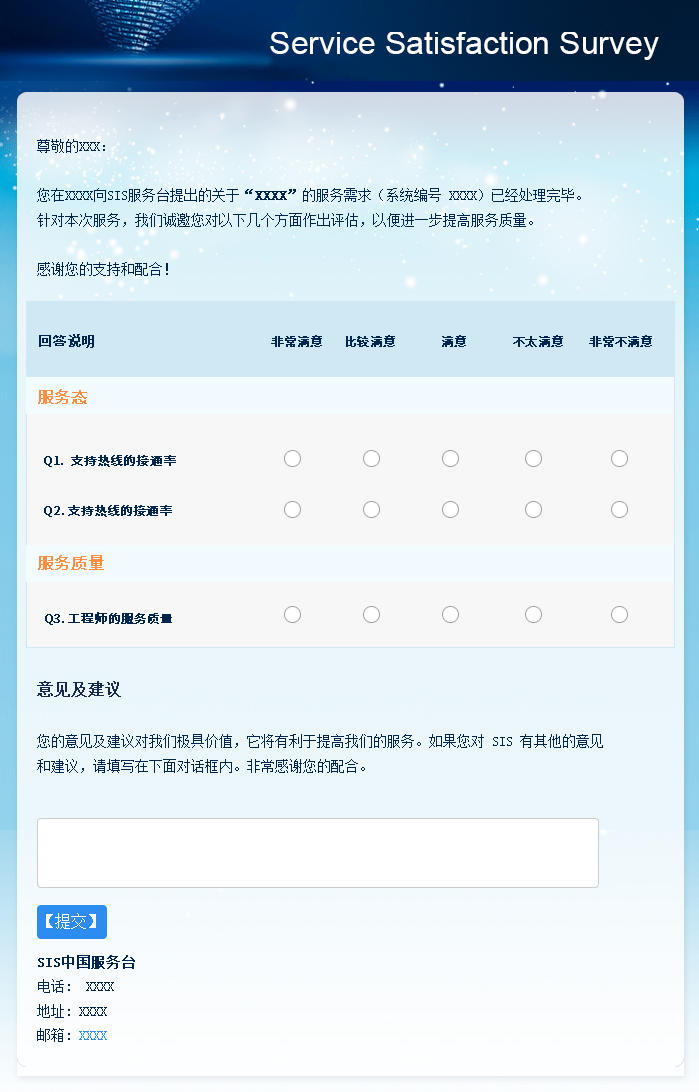 Service Satisfaction Survey
尊敬的XXX:
您在XXXX向SIS服务台提出的关于“XXXX”的服务需求（系统编号 XXXX）已经处理完毕。
针对本次服务，我们诚邀您对以下几个方面作出评估，以便进一步提高服务质量。
感谢您的支持和配合！
回答说明 非常满意 比较满意 满意 不太满意 非常不满意
服务态
Q1. 支持热线的接通率
Q2.支持热线的接通率
服务质量
Q3.工程师的服务质量
意见及建议
您的意见及建议对我们极具价值，它将有利于提高我们的服务。如果您对 SIS 有其他的意见
和建议，请填写在下面对话框内。非常感谢您的配合。
【提交】
SIS中国服务台
电话： XXXX
地址：XXXX
邮箱：XXXX